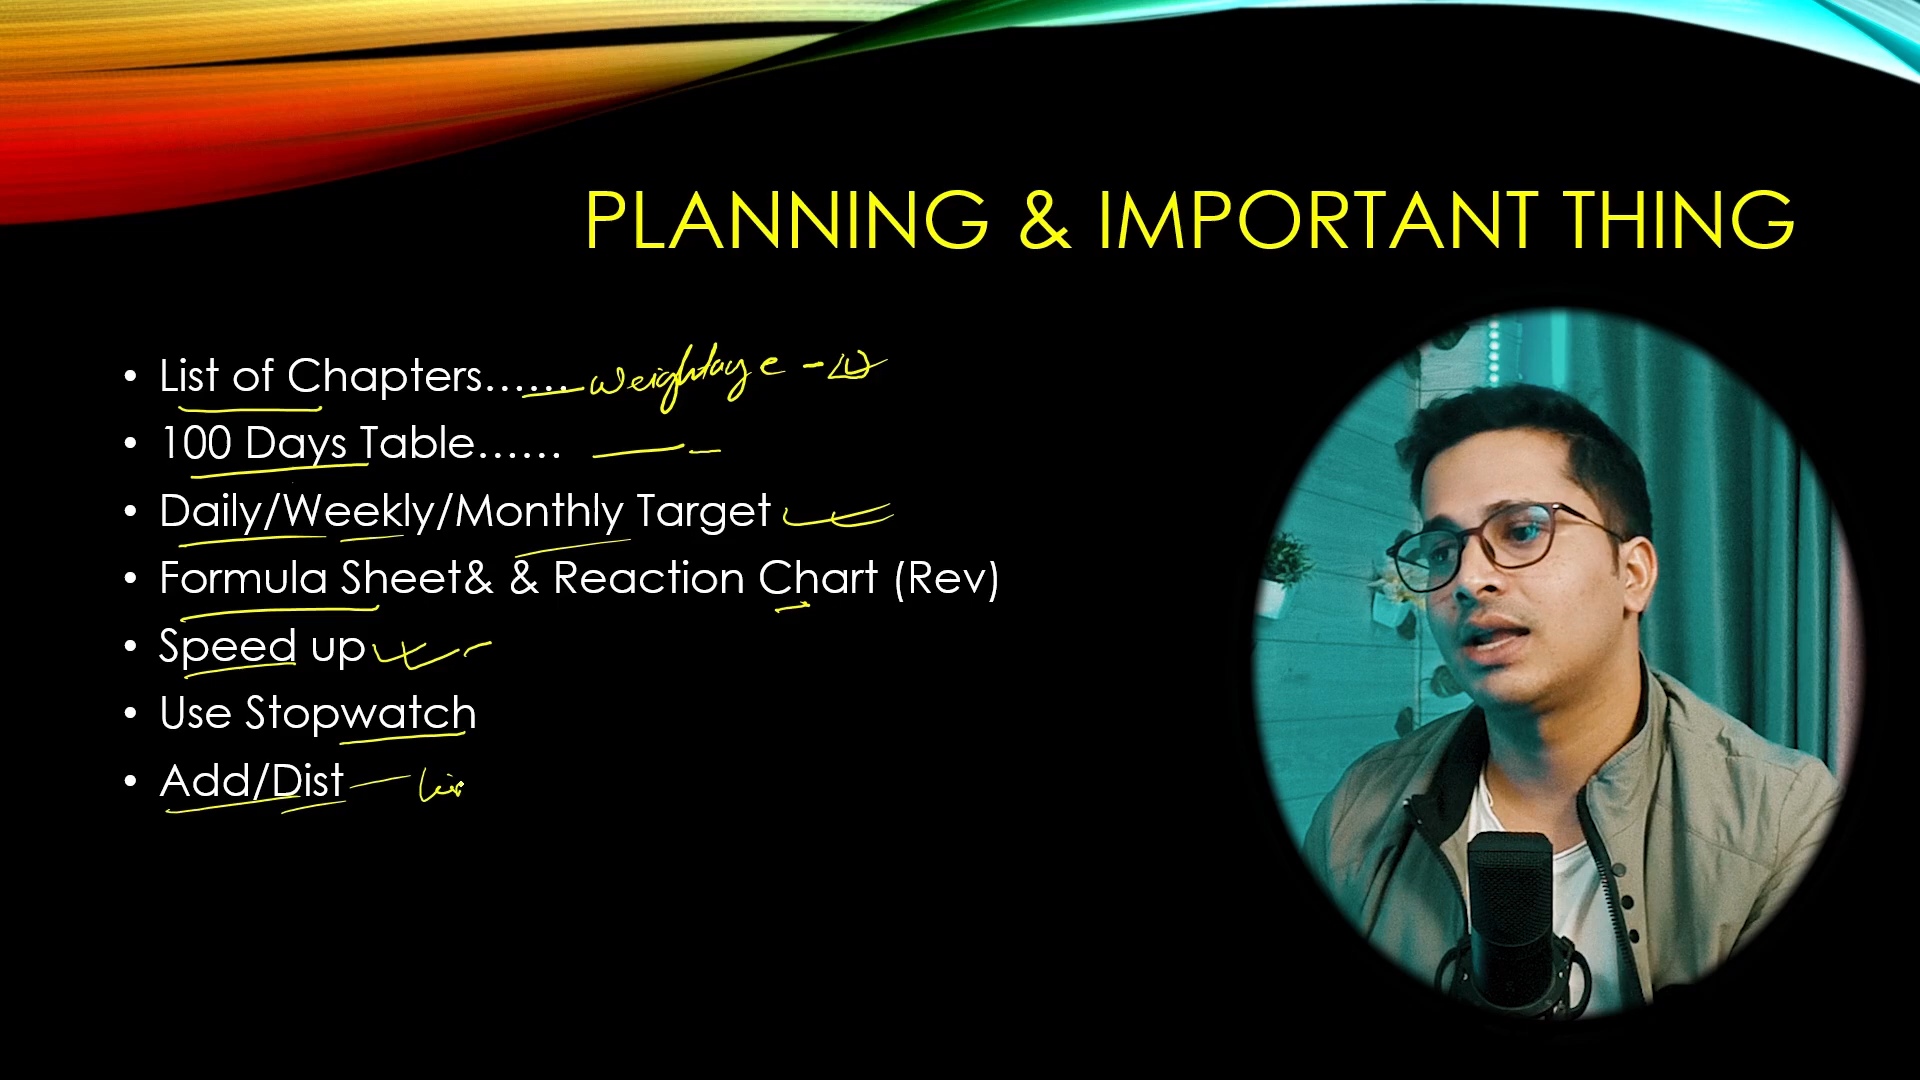 PLANNING & IMPORTANT THING
• List of Chapters...... weightage
• 100 Days Table......
• Daily/Weekly/Monthly Target
• Formula Sheet& & Reaction Chart (Rev)
• Speed up
• Use Stopwatch
• Add/Dist